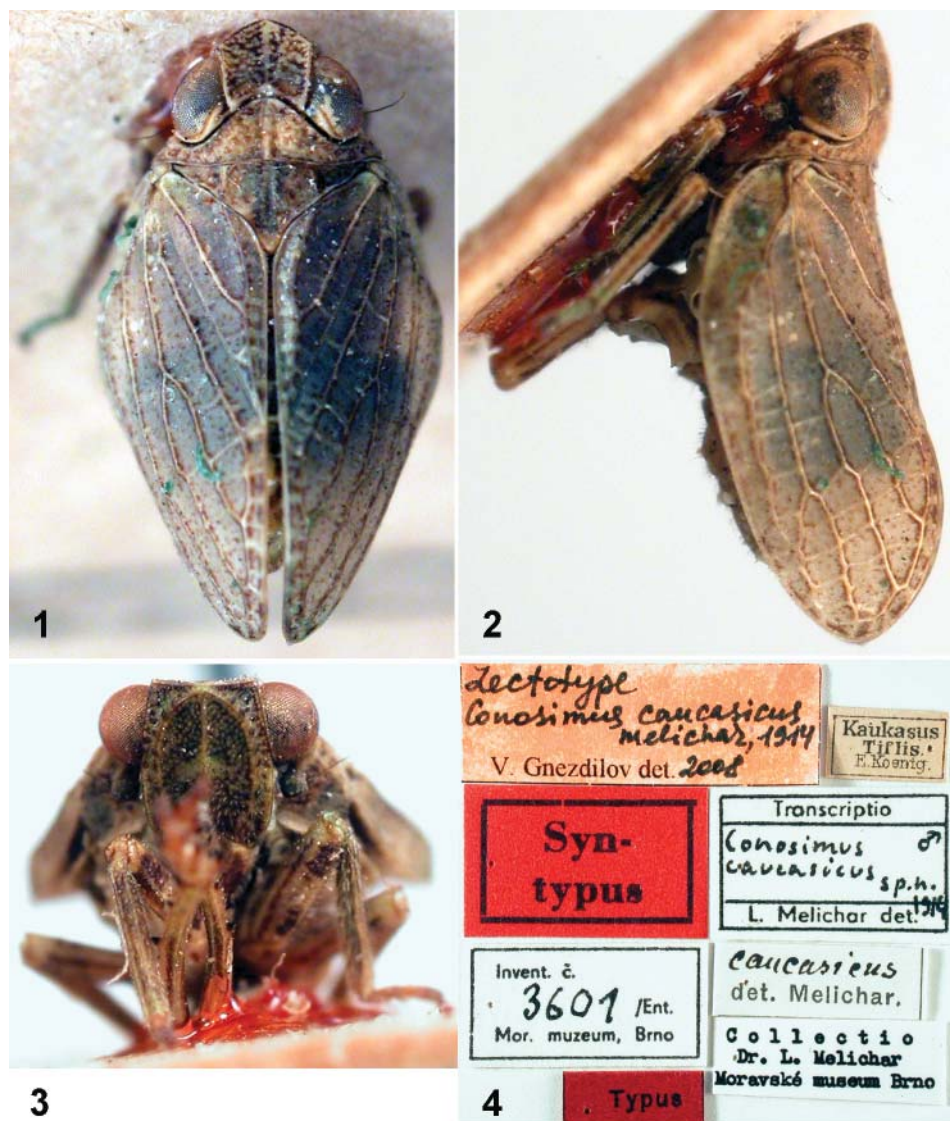 1
2
3
Lectotype
Conosimus caucasicus
Melichar, 1914
V. Gnezdilov det. 2008
Kaukasus
Tiflis.
E. Koenig.
Syn-
typus
Transcriptio
Conosimus ♂
caucasicus
sp. n.
1914
L. Melichar det.
Invent. č.
3601 /Ent.
Mor. muzeum, Brno
caucasicus
det. Melichar.
Collectio
Dr. L. Melichar
Moravské museum Brno
Typus
4